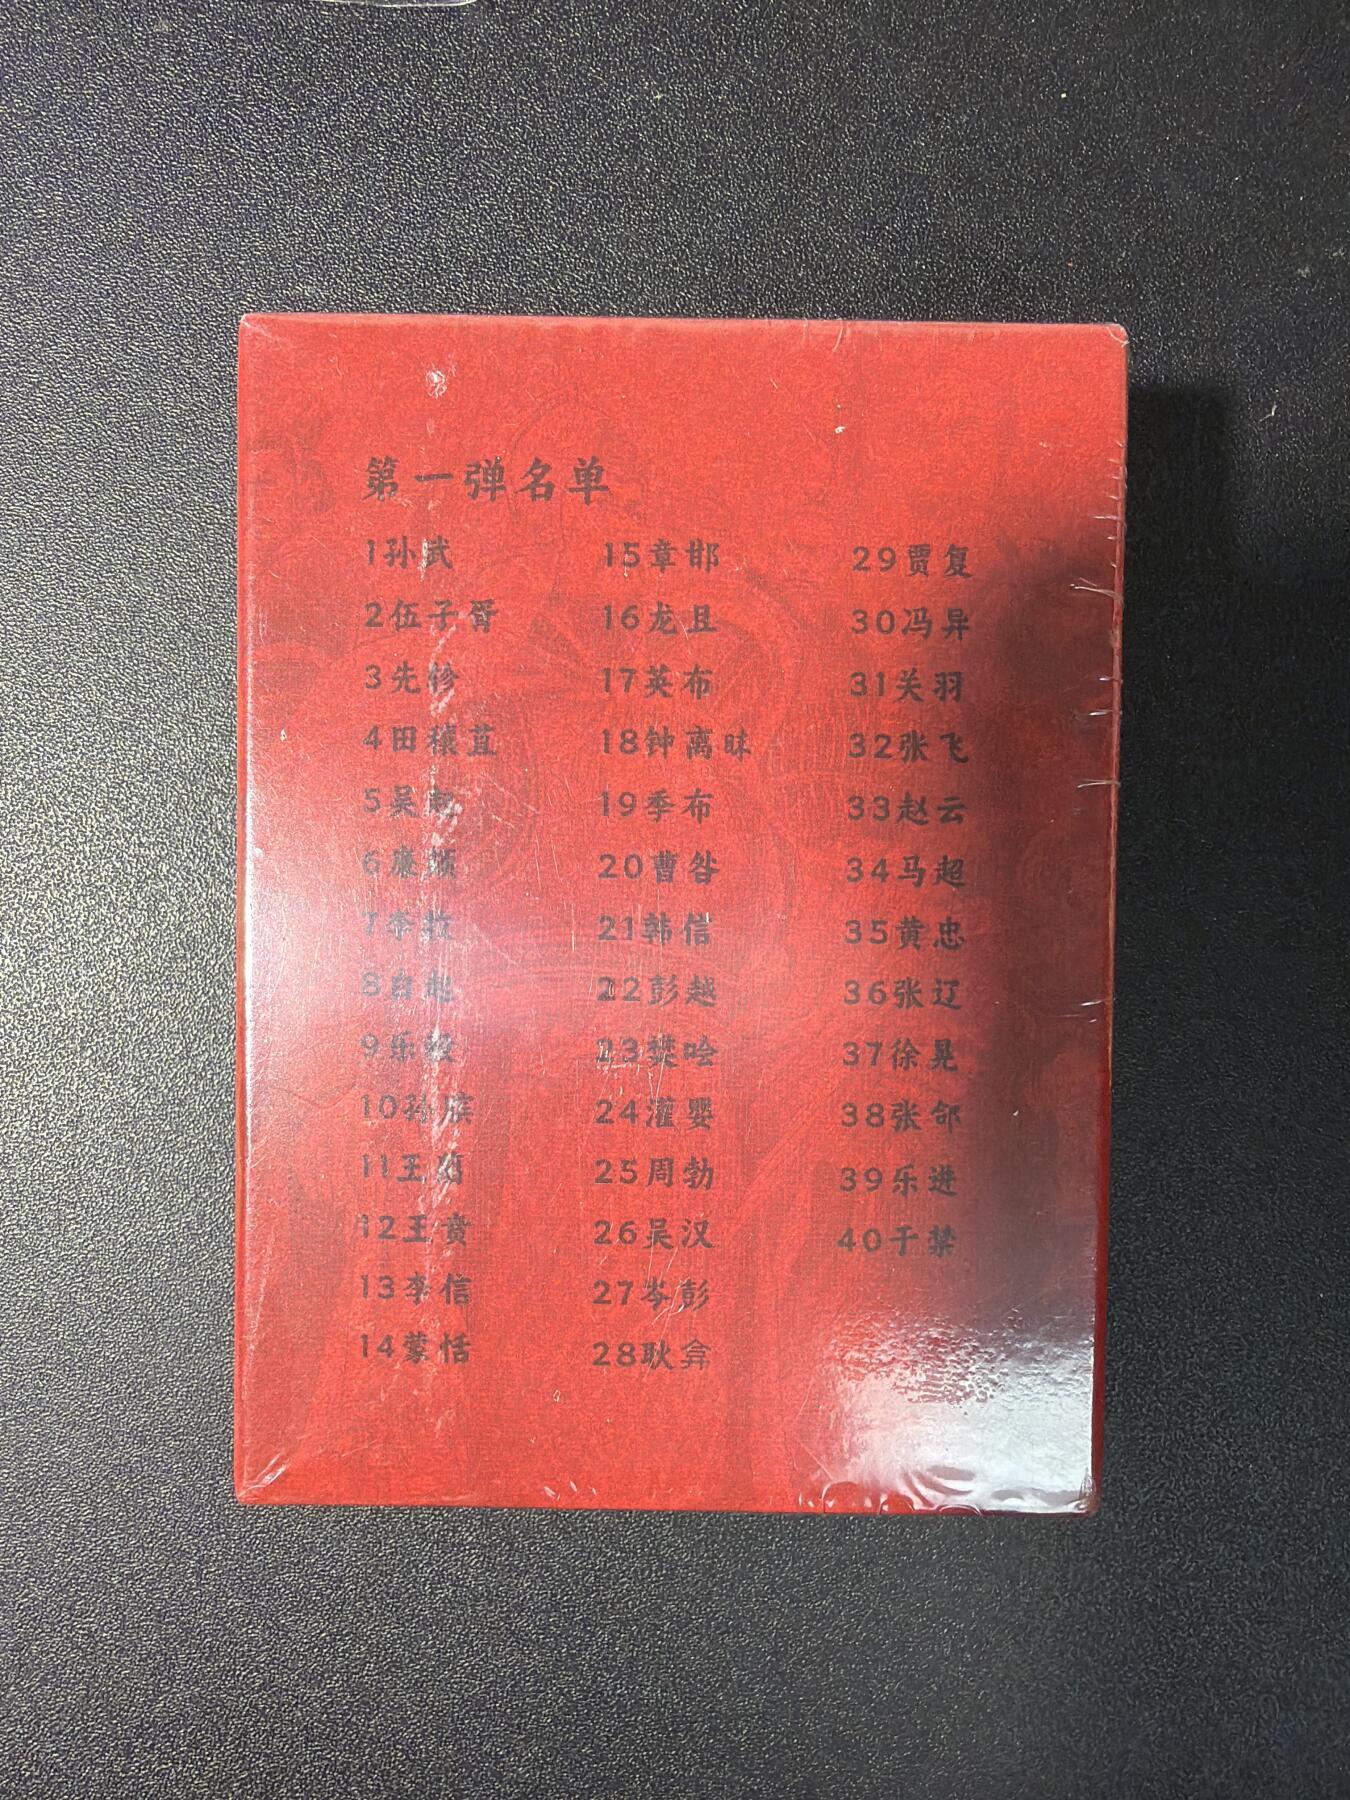 第一弹名单
1孙武
2伍子胥
3先轸
4田穰苴
5吴起
6廉颇
7李牧
8白起
9乐毅
10孙膑
11王翦
12王贲
13李信
14蒙恬
15章邯
16龙且
17英布
18钟离昧
19季布
20曹咎
21韩信
22彭越
23樊哙
24灌婴
25周勃
26吴汉
27岑彭
28耿弇
29贾复
30冯异
31关羽
32张飞
33赵云
34马超
35黄忠
36张辽
37徐晃
38张郃
39乐进
40于禁